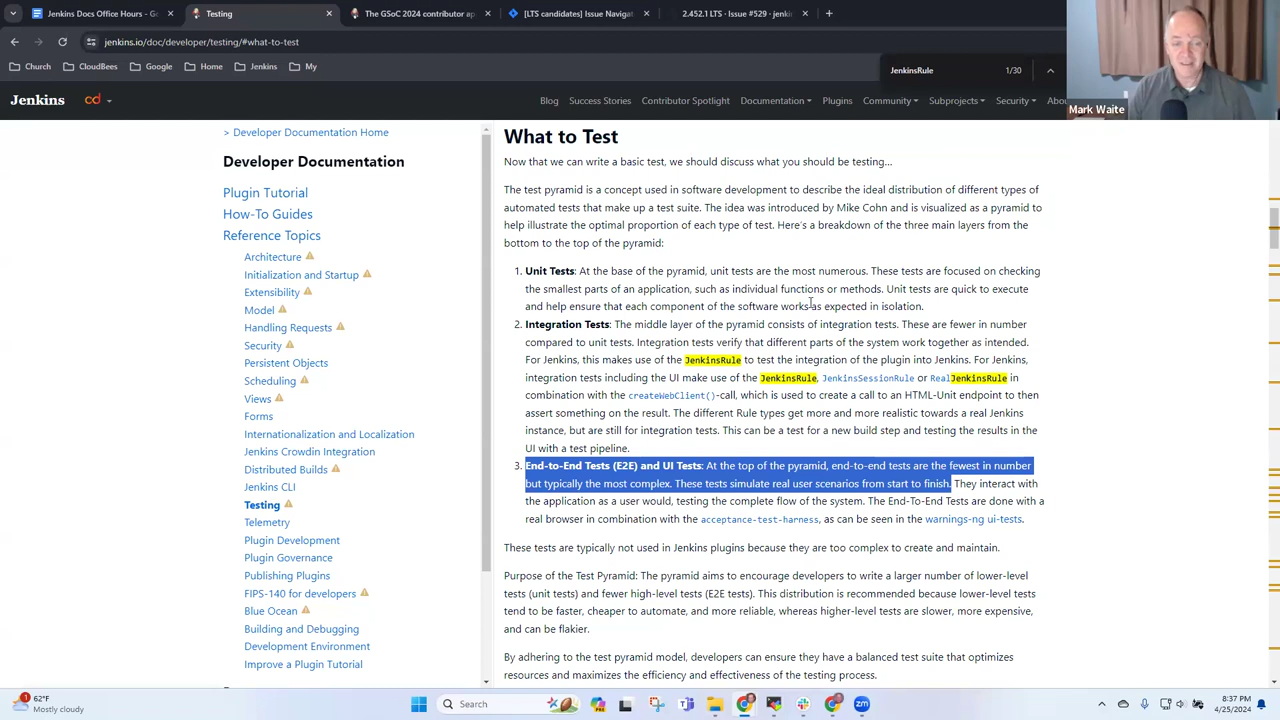 Jenkins Docs Office Hours - G
Testing
The GSoC 2024 contributor ap
[LTS candidates] Issue Navigat
2.452.1 LTS · Issue #529 · jenki
jenkins.io/doc/developer/testing/#what-to-test
Church
CloudBees
Google
Home
Jenkins
My
JenkinsRule
1/30
Mark Waite
Jenkins
cd
Blog
Success Stories
Contributor Spotlight
Documentation
Plugins
Community
Subprojects
Security
Abou
> Developer Documentation Home
Developer Documentation
Plugin Tutorial
How-To Guides
Reference Topics
Architecture
Initialization and Startup
Extensibility
Model
Handling Requests
Security
Persistent Objects
Scheduling
Views
Forms
Internationalization and Localization
Jenkins Crowdin Integration
Distributed Builds
Jenkins CLI
Testing
Telemetry
Plugin Development
Plugin Governance
Publishing Plugins
FIPS-140 for developers
Blue Ocean
Building and Debugging
Development Environment
Improve a Plugin Tutorial
What to Test
Now that we can write a basic test, we should discuss what you should be testing…
The test pyramid is a concept used in software development to describe the ideal distribution of different types of
automated tests that make up a test suite. The idea was introduced by Mike Cohn and is visualized as a pyramid to
help illustrate the optimal proportion of each type of test. Here's a breakdown of the three main layers from the
bottom to the top of the pyramid:
1. Unit Tests: At the base of the pyramid, unit tests are the most numerous. These tests are focused on checking
the smallest parts of an application, such as individual functions or methods. Unit tests are quick to execute
and help ensure that each component of the software works as expected in isolation.
2. Integration Tests: The middle layer of the pyramid consists of integration tests. These are fewer in number
compared to unit tests. Integration tests verify that different parts of the system work together as intended.
For Jenkins, this makes use of the JenkinsRule to test the integration of the plugin into Jenkins. For Jenkins,
integration tests including the UI make use of the JenkinsRule, JenkinsSessionRule or RealJenkinsRule in
combination with the createWebClient()-call, which is used to create a call to an HTML-Unit endpoint to then
assert something on the result. The different Rule types get more and more realistic towards a real Jenkins
instance, but are still for integration tests. This can be a test for a new build step and testing the results in the
UI with a test pipeline.
3. End-to-End Tests (E2E) and UI Tests: At the top of the pyramid, end-to-end tests are the fewest in number
but typically the most complex. These tests simulate real user scenarios from start to finish. They interact with
the application as a user would, testing the complete flow of the system. The End-To-End Tests are done with a
real browser in combination with the acceptance-test-harness, as can be seen in the warnings-ng ui-tests.
These tests are typically not used in Jenkins plugins because they are too complex to create and maintain.
Purpose of the Test Pyramid: The pyramid aims to encourage developers to write a larger number of lower-level
tests (unit tests) and fewer high-level tests (E2E tests). This distribution is recommended because lower-level tests
tend to be faster, cheaper to automate, and more reliable, whereas higher-level tests are slower, more expensive,
and can be flakier.
By adhering to the test pyramid model, developers can ensure they have a balanced test suite that optimizes
resources and maximizes the efficiency and effectiveness of the testing process.
1
62°F
Mostly cloudy
Search
zm
8:37 PM
4/25/2024